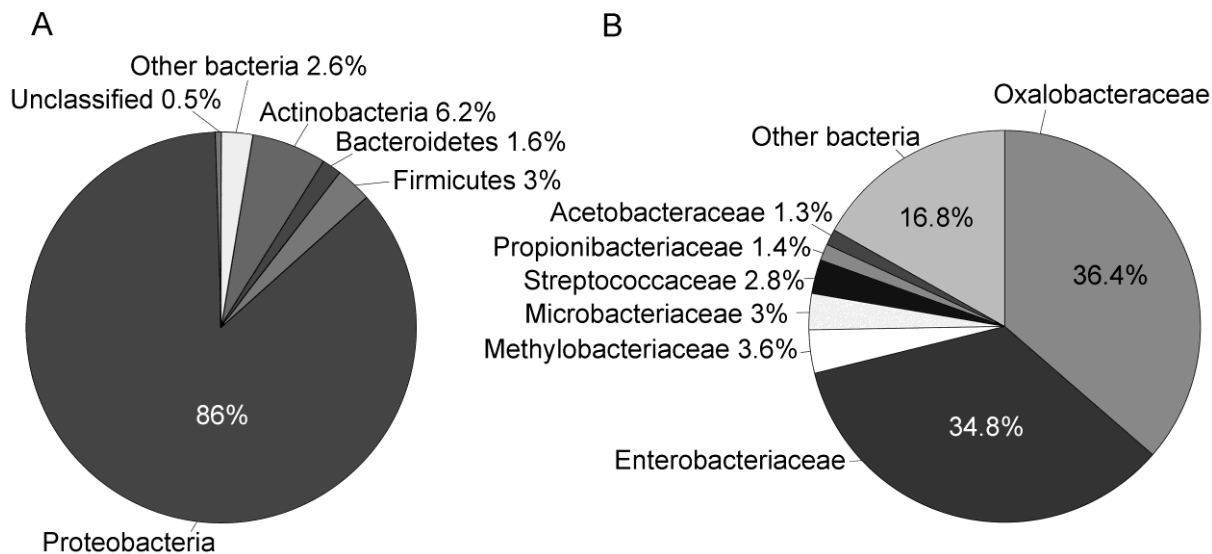 A
Other bacteria 2.6%
Unclassified 0.5%
Actinobacteria 6.2%
Bacteroidetes 1.6%
Firmicutes 3%
86%
Proteobacteria
B
Oxalobacteraceae
Other bacteria
Acetobacteraceae 1.3%
16.8%
Propionibacteriaceae 1.4%
36.4%
Streptococcaceae 2.8%
Microbacteriaceae 3%
Methylobacteriaceae 3.6%
34.8%
Enterobacteriaceae